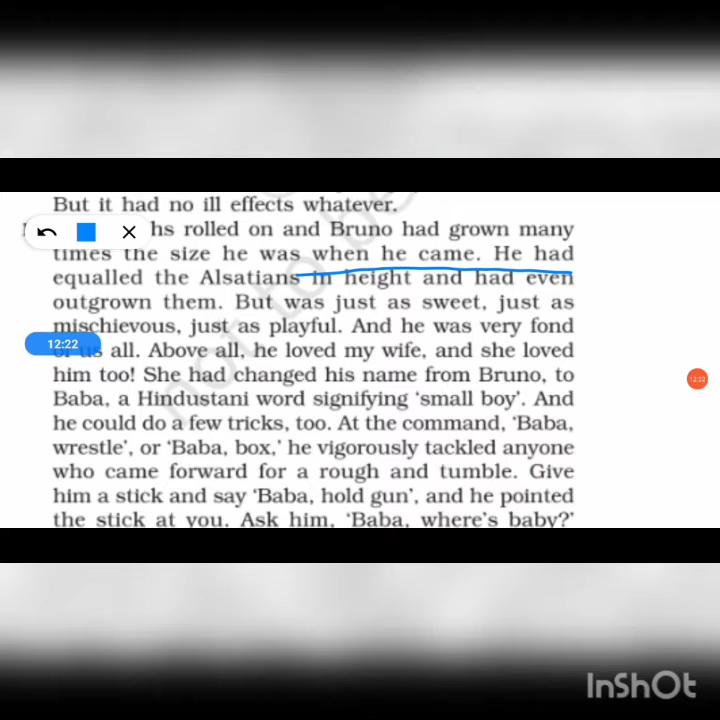 But it had no ill effects whatever.
hs rolled on and Bruno had grown many
times the size he was when he came. He had
equalled the Alsatians in height and had even
outgrown them. But was just as sweet, just as
mischievous, just as playful. And he was very fond
12:22
of us all. Above all, he loved my wife, and she loved
him too! She had changed his name from Bruno, to
12:22
Baba, a Hindustani word signifying ‘small boy’. And
he could do a few tricks, too. At the command, ‘Baba,
wrestle’, or ‘Baba, box,’ he vigorously tackled anyone
who came forward for a rough and tumble. Give
him a stick and say ‘Baba, hold gun’, and he pointed
the stick at you. Ask him, ‘Baba, where’s baby?’
InShOt